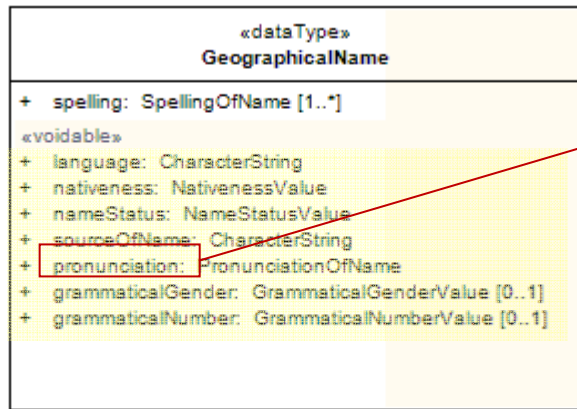 «dataType»
GeographicalName
+ spelling: SpellingOfName [1..*]
«voidable»
+ language: CharacterString
+ nativeness: NativenessValue
+ nameStatus: NameStatusValue
+ sourceOfName: CharacterString
+ pronunciation: PronunciationOfName
+ grammaticalGender: GrammaticalGenderValue [0..1]
+ grammaticalNumber: GrammaticalNumberValue [0..1]